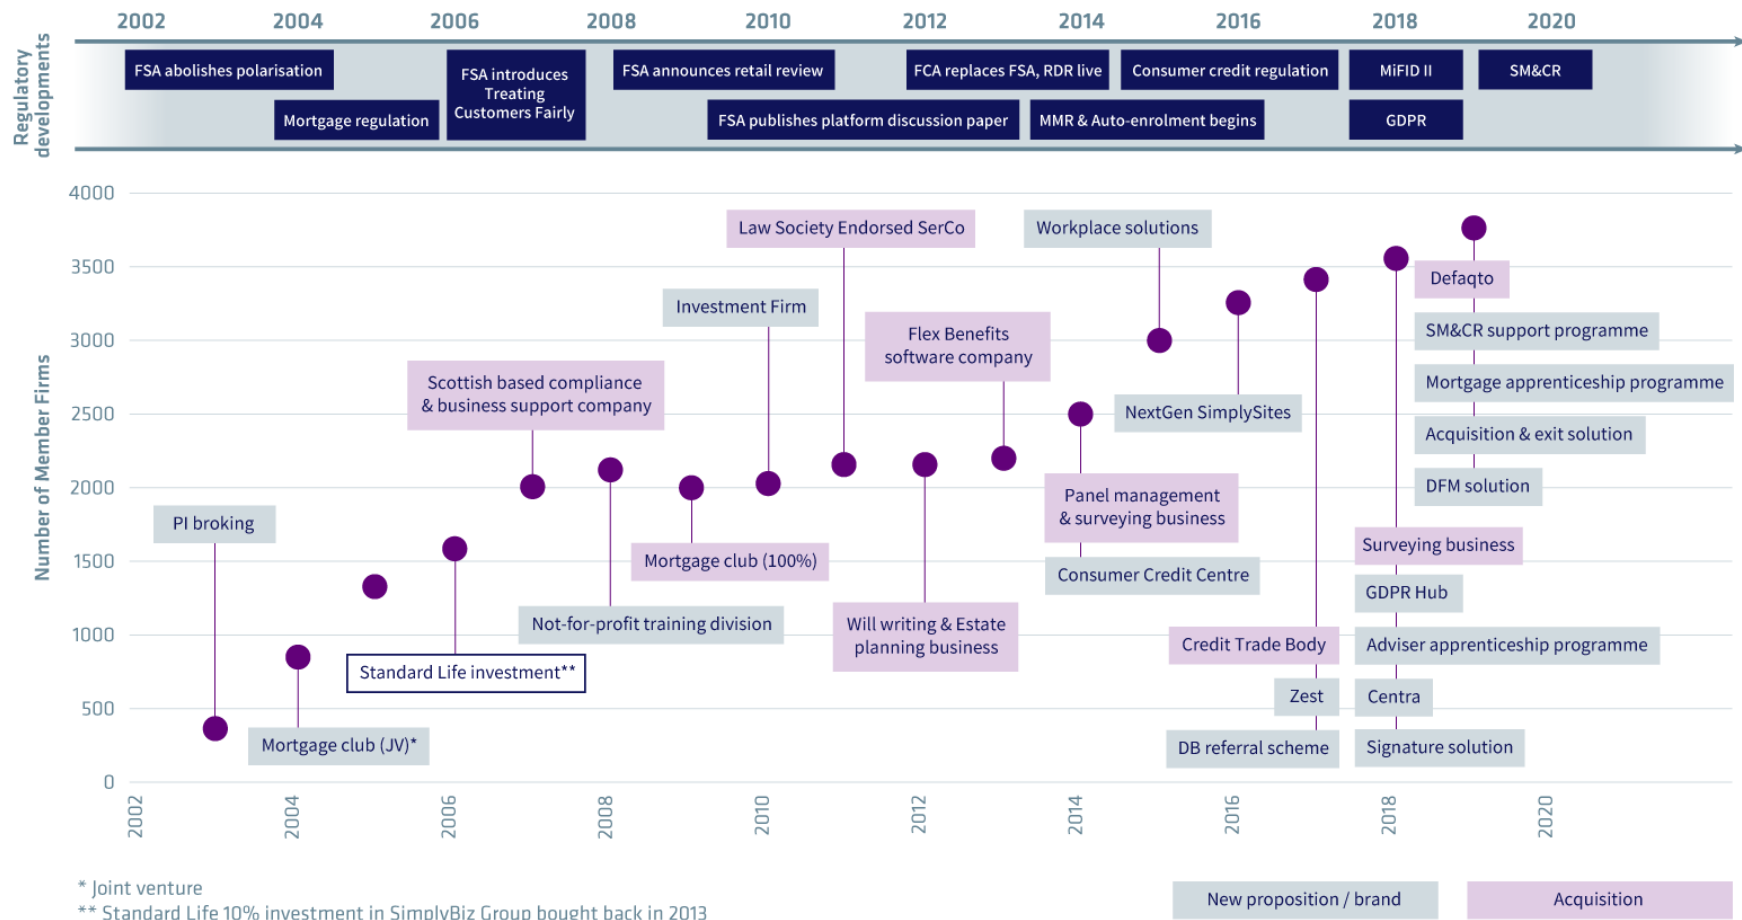 2002 2004 2006 2008 2010 2012 2014 2016 2018 2020
Regulatory
developments
FSA abolishes polarisation
Mortgage regulation
FSA introduces
Treating
Customers Fairly
FSA announces retail review
FSA publishes platform discussion paper
FCA replaces FSA, RDR live
MMR & Auto-enrolment begins
Consumer credit regulation
MiFID II
GDPR
SM&CR
Number of Member Firms
4000
3500
3000
2500
2000
1500
1000
500
0
PI broking
Mortgage club (JV)*
Standard Life investment**
Scottish based compliance
& business support company
Not-for-profit training division
Mortgage club (100%)
Investment Firm
Law Society Endorsed SerCo
Will writing & Estate
planning business
Flex Benefits
software company
Panel management
& surveying business
Consumer Credit Centre
Workplace solutions
NextGen SimplySites
Credit Trade Body
Zest
DB referral scheme
Surveying business
GDPR Hub
Adviser apprenticeship programme
Centra
Signature solution
Defaqto
SM&CR support programme
Mortgage apprenticeship programme
Acquisition & exit solution
DFM solution
2002 2004 2006 2008 2010 2012 2014 2016 2018 2020
* Joint venture
** Standard Life 10% investment in SimplyBiz Group bought back in 2013
New proposition / brand
Acquisition